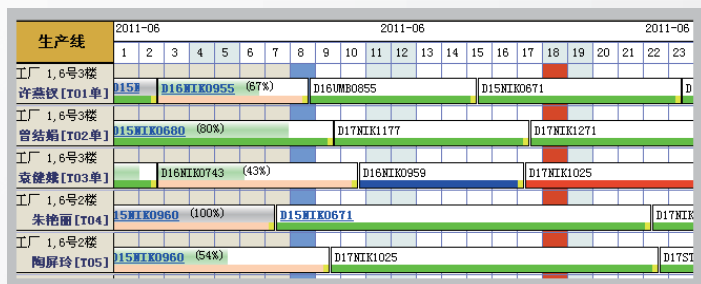 生产线 2011-06 2011-06 2011-06
1 2 3 4 5 6 7 8 9 10 11 12 13 14 15 16 17 18 19 20 21 22 23
工厂 1,6号3楼
许燕钗[T01单] D15N D16NIK0955 (67%) D16UMB0855 D15NIK0671 D
工厂 1,6号3楼
曾结娟[T02单] D15NIK0680 (80%) D17NIK1177 D17NIK1271
工厂 1,6号3楼
袁健娥[T03单] D16NIK0743 (43%) D16NIK0959 D17NIK1025
工厂 1,6号2楼
朱艳丽[T04] 15NIK0960 (100%) D15NIK0671 D17NIK
工厂 1,6号2楼
陶屏玲[T05] 15NIK0960 (54%) D17NIK1025 D17ST